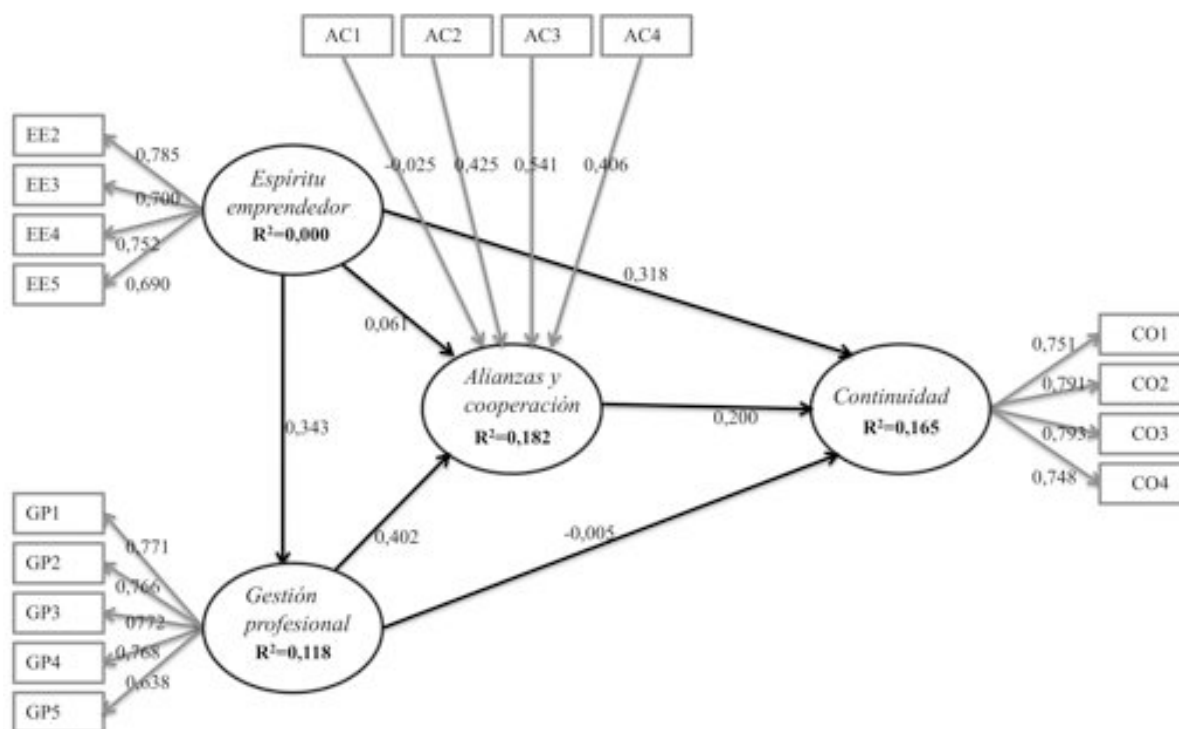 AC1
AC2
AC3
AC4
EE2
EE3
EE4
EE5
0,785
0,700
0,752
0,690
Espíritu
emprendedor
R²=0,000
-0,025
0,425
0,541
0,406
0,318
0,061
0,343
Alianzas y
cooperación
R²=0,182
0,200
Continuidad
R²=0,165
0,751
0,791
0,793
0,748
CO1
CO2
CO3
CO4
0,402
-0,005
GP1
GP2
GP3
GP4
GP5
0,771
0,766
0772
0,768
0,638
Gestión
profesional
R²=0,118